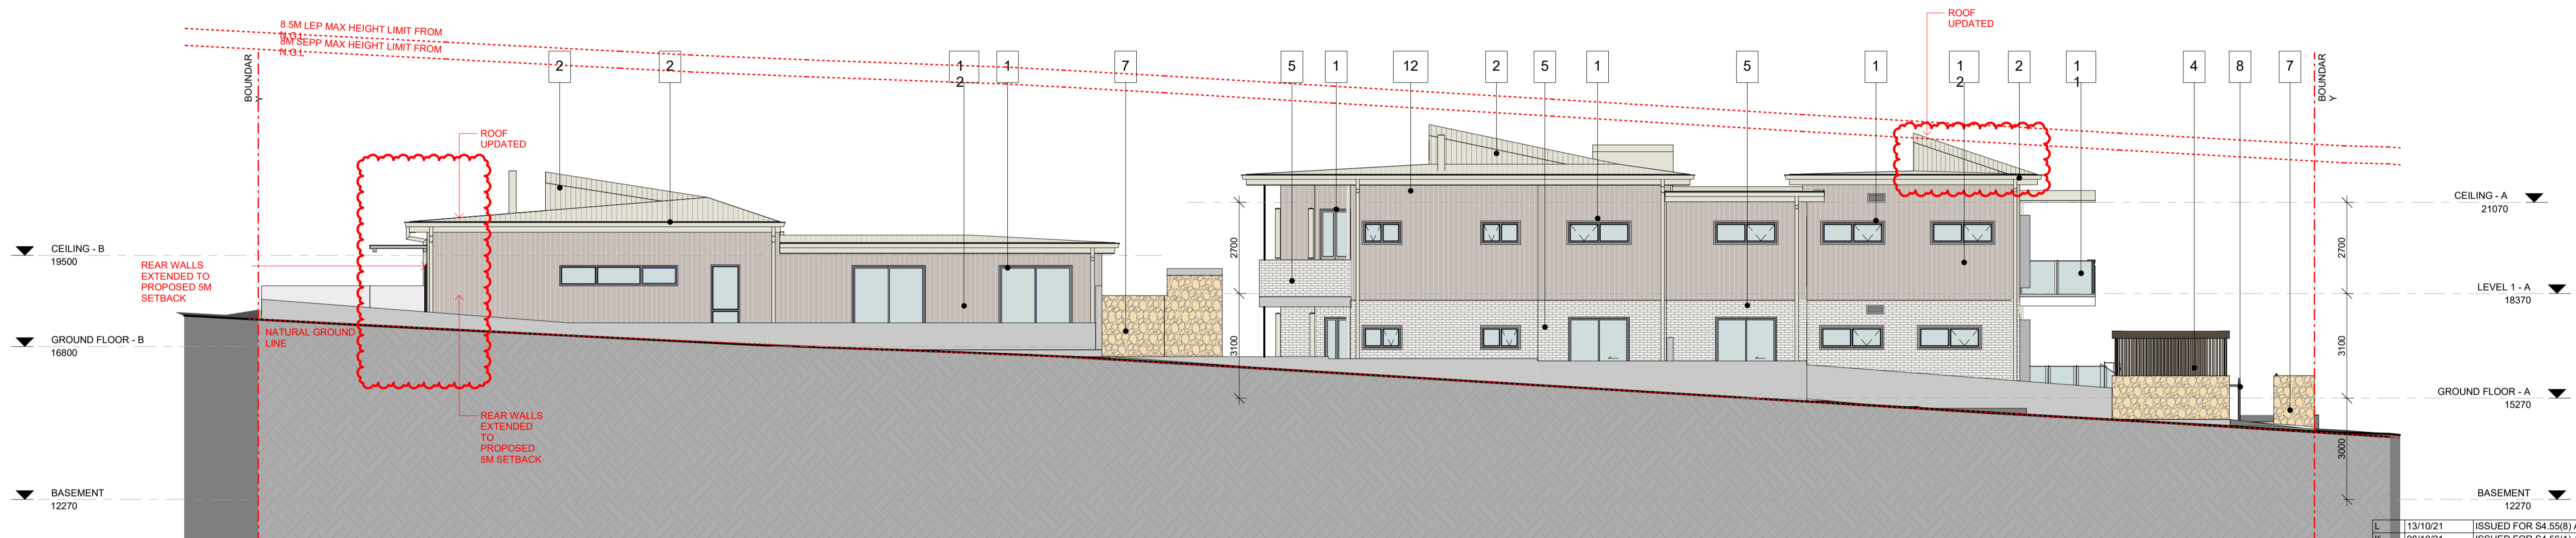 8.5M LEP MAX HEIGHT LIMIT FROM
N.G.L
8M SEPP MAX HEIGHT LIMIT FROM
N.G.L
ROOF
UPDATED
BOUNDAR
Y
2
2
1
2
1
7
5
1
12
2
5
1
5
1
1
2
2
1
1
4
8
7
BOUNDAR
Y
ROOF
UPDATED
CEILING - B
19500
REAR WALLS
EXTENDED TO
PROPOSED 5M
SETBACK
NATURAL GROUND
LINE
GROUND FLOOR - B
16800
REAR WALLS
EXTENDED
TO
PROPOSED
5M SETBACK
BASEMENT
12270
2700
3100
2700
3100
3000
CEILING - A
21070
LEVEL 1 - A
18370
GROUND FLOOR - A
15270
BASEMENT
12270
L 13/10/21 ISSUED FOR S4.55(8)